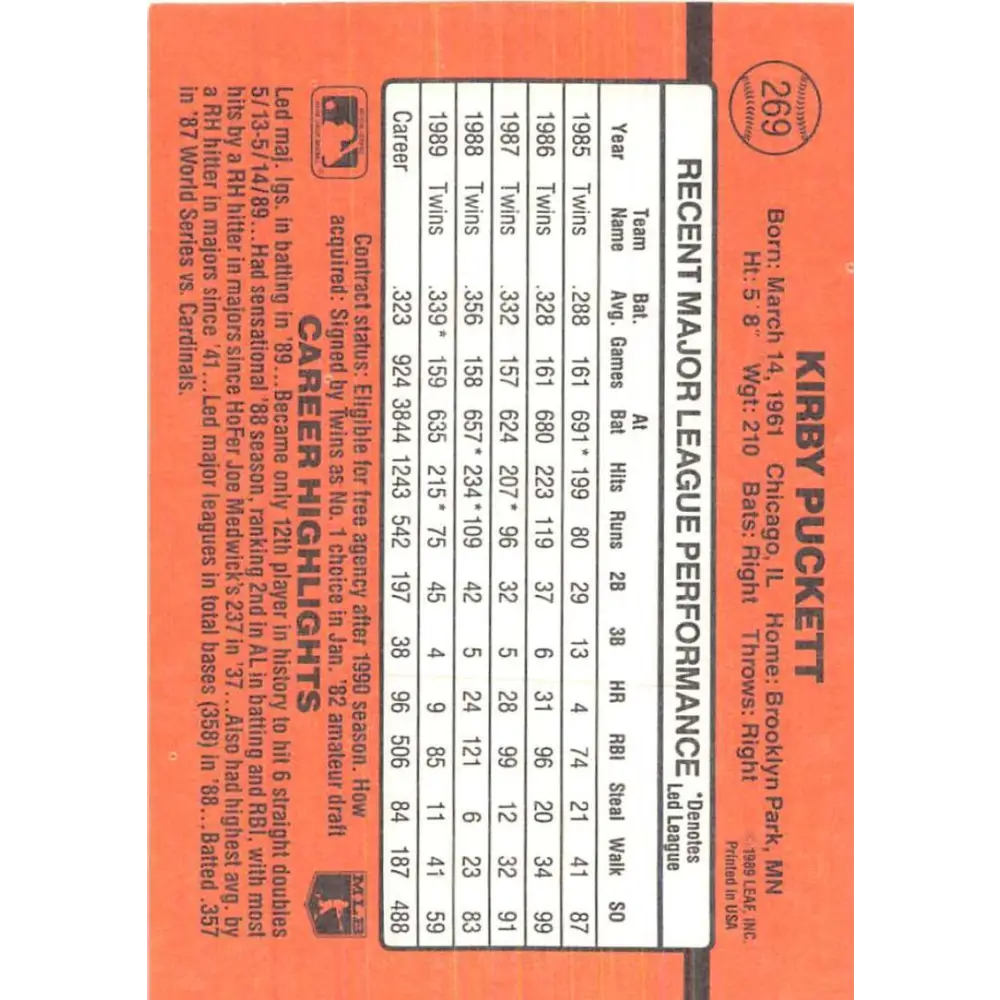 269
KIRBY PUCKETT
Born: March 14, 1961 Chicago, IL Home: Brooklyn Park, MN
Ht: 5'8" Wgt: 210 Bats: Right Throws: Right
© 1989 LEAF, INC.
Printed in USA
RECENT MAJOR LEAGUE PERFORMANCE
*Denotes
Led League
Year Team Name Bat. Avg. Games At Bat Hits Runs 2B 3B HR RBI Steal Walk SO
1985 Twins .288 161 691* 199 80 29 13 4 74 21 41 87
1986 Twins .328 161 680 223 119 37 6 31 96 20 34 99
1987 Twins .332 157 624 207* 96 32 5 28 99 12 32 91
1988 Twins .356 158 657* 234* 109 42 5 24 121 6 23 83
1989 Twins .339* 159 635 215* 75 45 4 9 85 11 41 59
Career .323 924 3844 1243 542 197 38 96 506 84 187 488
Contract status: Eligible for free agency after 1990 season. How
acquired: Signed by Twins as No. 1 choice in Jan. '82 amateur draft
MLB
CAREER HIGHLIGHTS
Led maj. lgs. in batting in '89...Became only 12th player in history to hit 6 straight doubles
5/13-5/14/89...Had sensational '88 season, ranking 2nd in AL in batting and RBI, with most
hits by a RH hitter in majors since HoFer Joe Medwick's 237 in '37...Also had highest avg. by
a RH hitter in majors since '41...Led major leagues in total bases (358) in '88...Batted .357
in '87 World Series vs. Cardinals.